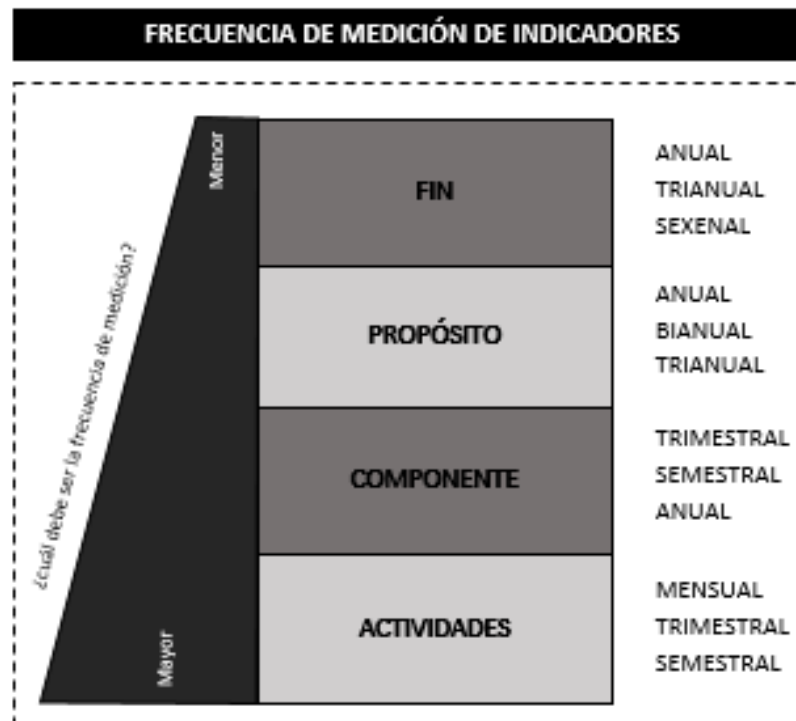 FRECUENCIA DE MEDICIÓN DE INDICADORES
¿cuál debe ser la frecuencia de medición?
Menor
Mayor
FIN
ANUAL
TRIANUAL
SEXENAL
PROPÓSITO
ANUAL
BIANUAL
TRIANUAL
COMPONENTE
TRIMESTRAL
SEMESTRAL
ANUAL
ACTIVIDADES
MENSUAL
TRIMESTRAL
SEMESTRAL